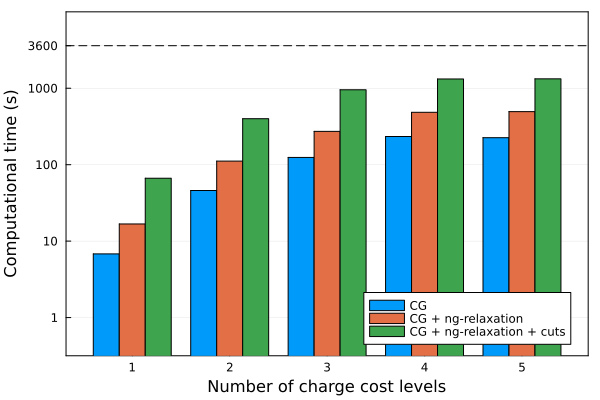 Computational time (s)
3600
1000
100
10
1
CG
CG + ng-relaxation
CG + ng-relaxation + cuts
1 2 3 4 5
Number of charge cost levels